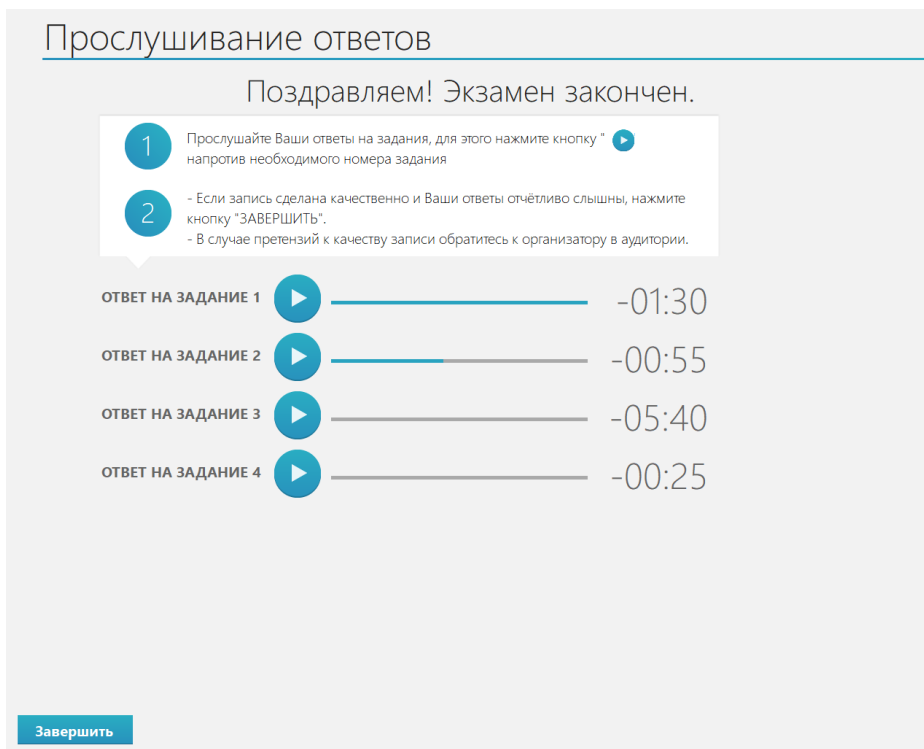 Прослушивание ответов
Поздравляем! Экзамен закончен.
1
Прослушайте Ваши ответы на задания, для этого нажмите кнопку "
напротив необходимого номера задания
2
- Если запись сделана качественно и Ваши ответы отчётливо слышны, нажмите
кнопку "ЗАВЕРШИТЬ".
- В случае претензий к качеству записи обратитесь к организатору в аудитории.
ОТВЕТ НА ЗАДАНИЕ 1 -01:30
ОТВЕТ НА ЗАДАНИЕ 2 -00:55
ОТВЕТ НА ЗАДАНИЕ 3 -05:40
ОТВЕТ НА ЗАДАНИЕ 4 -00:25
Завершить